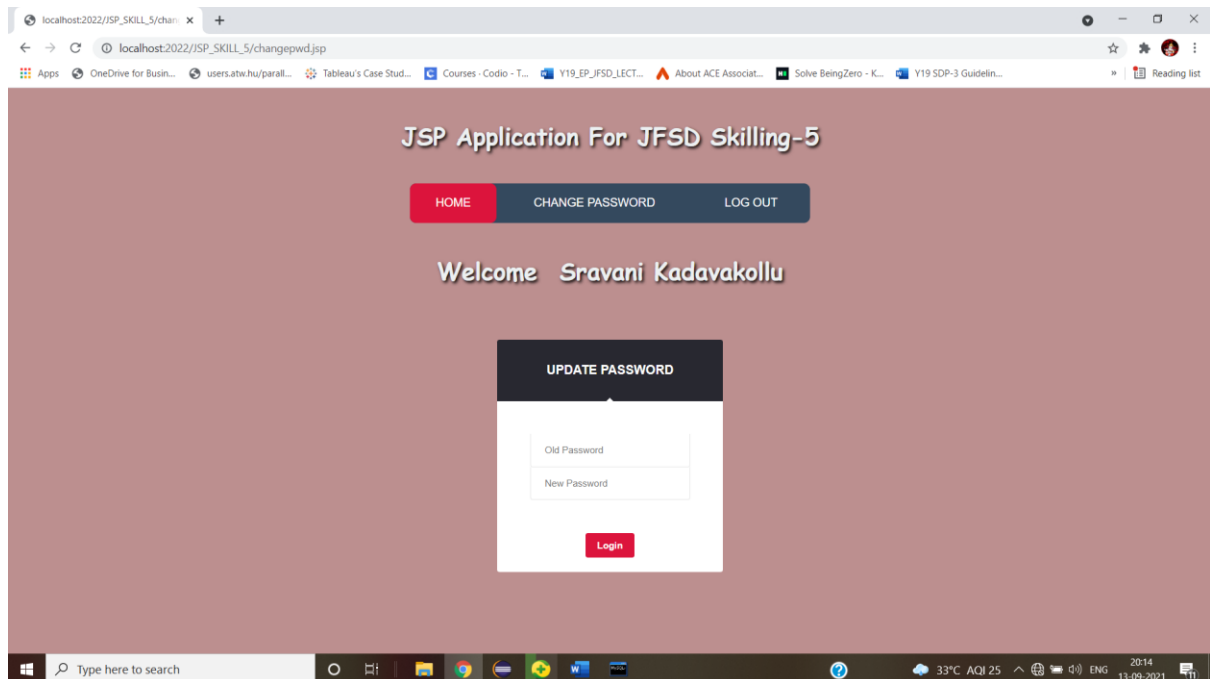 localhost:2022/JSP_SKILL_5/chan
localhost:2022/JSP_SKILL_5/changepwd.jsp
Apps OneDrive for Busin... users.atw.hu/parall... Tableau's Case Stud... Courses - Codio - T... Y19_EP_JFSD_LECT... About ACE Associat... Solve BeingZero - K... Y19 SDP-3 Guidelin... » Reading list
JSP Application For JFSD Skilling-5
HOME CHANGE PASSWORD LOG OUT
Welcome Sravani Kadavakollu
UPDATE PASSWORD
Old Password
New Password
Login
Type here to search 33°C AQI 25 ENG 20:14
13-09-2021